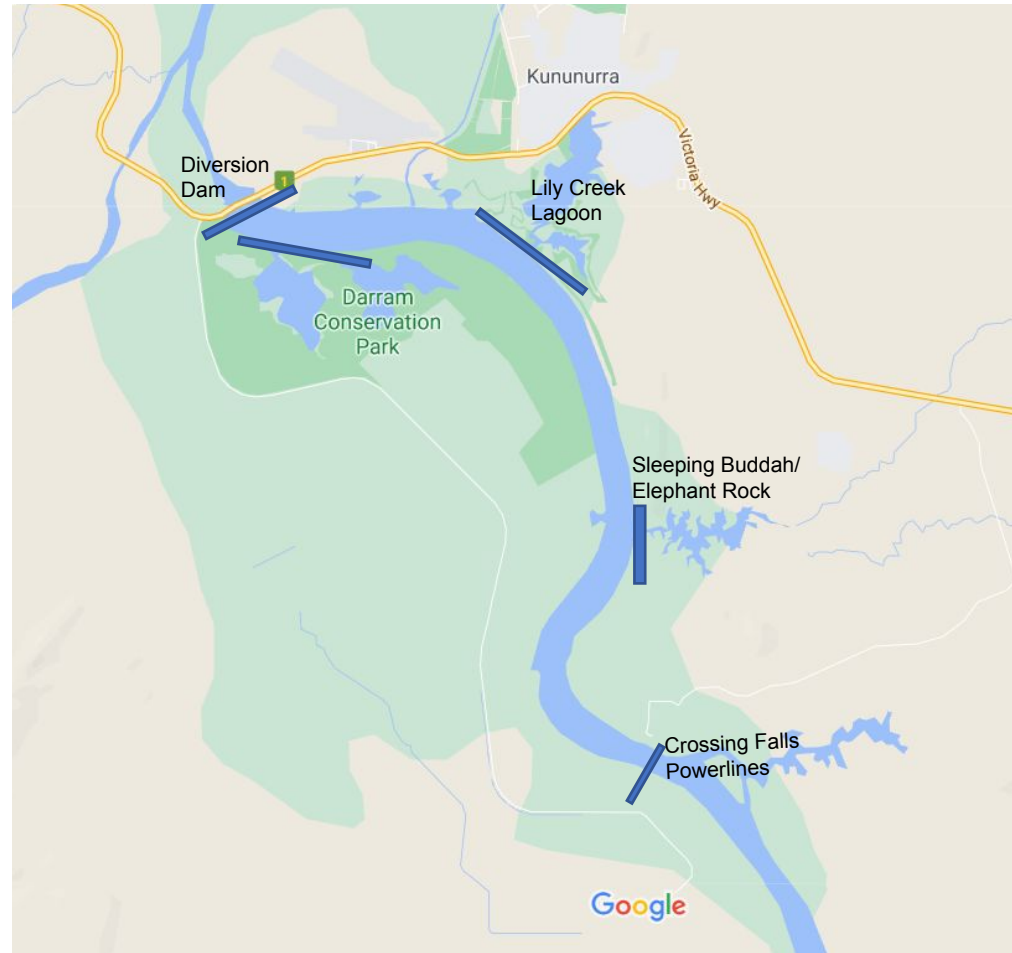 Kununurra
Victoria Hwy
Diversion
Dam
1
Lily Creek
Lagoon
Darram
Conservation
Park
Sleeping Buddah/
Elephant Rock
Crossing Falls
Powerlines
Google